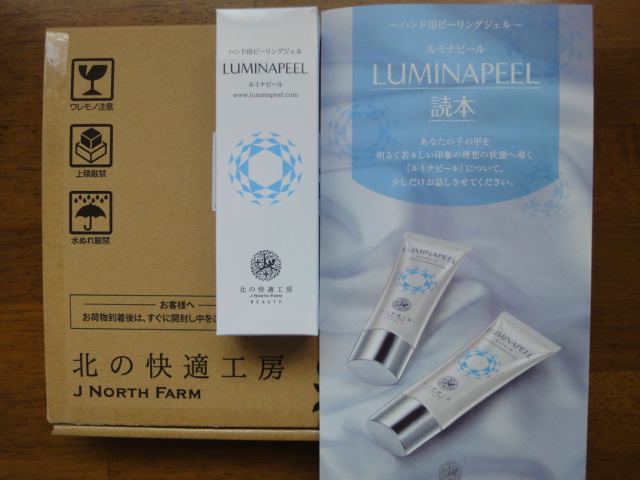 ワレモノ注意
上積厳禁
水ぬれ厳禁
お客様へ
お荷物到着後は、すぐに開封し中をご
北の快適工房
J NORTH FARM
ハンド用ピーリングジェル
LUMINAPEEL
ルミナピール
www.luminapeel.com
北の快適工房
J NORTH FARM
BEAUTY
～ハンド用ピーリングジェル～
ルミナピール
LUMINAPEEL
読本
あなたの手の甲を
明るく若々しい印象の理想の状態へ導く
「ルミナピール」について、
少しだけお話しさせてください。
LUMINAPEEL
LUMINAPEEL